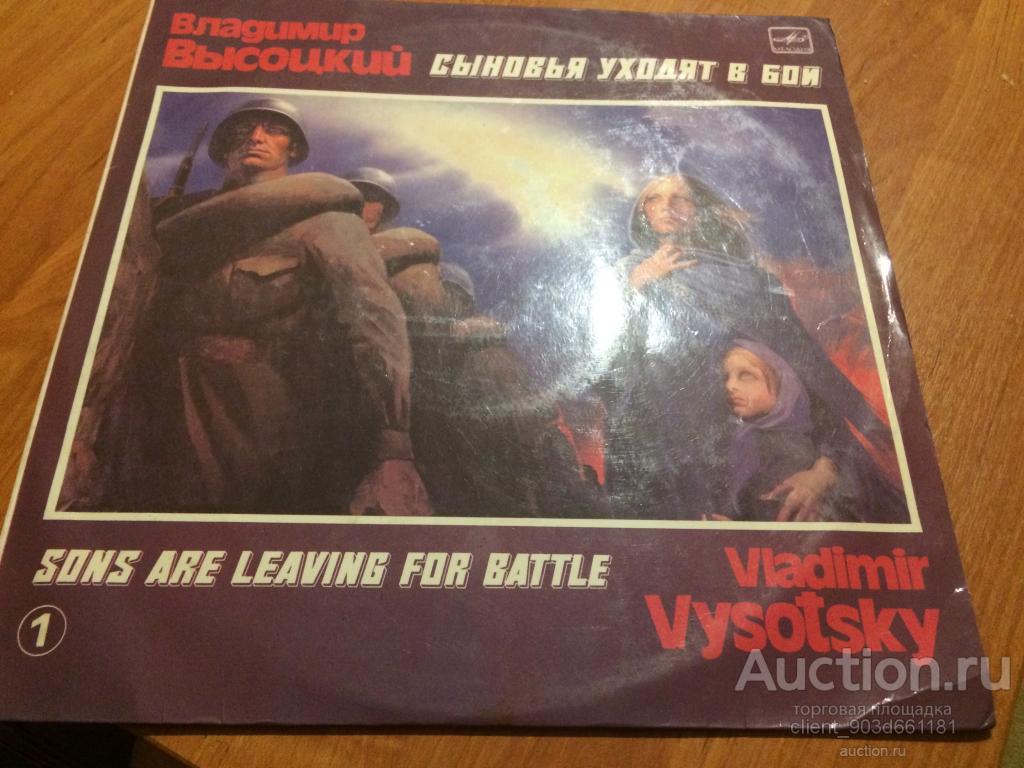 Владимир
Высоцкий
СЫНОВЬЯ УХОДЯТ В БОЙ
МЕЛОДИЯ
SONS ARE LEAVING FOR BATTLE
Vladimir
Vysotsky
1
Auction.ru
торговая площадка
client_903d661181
auction.ru